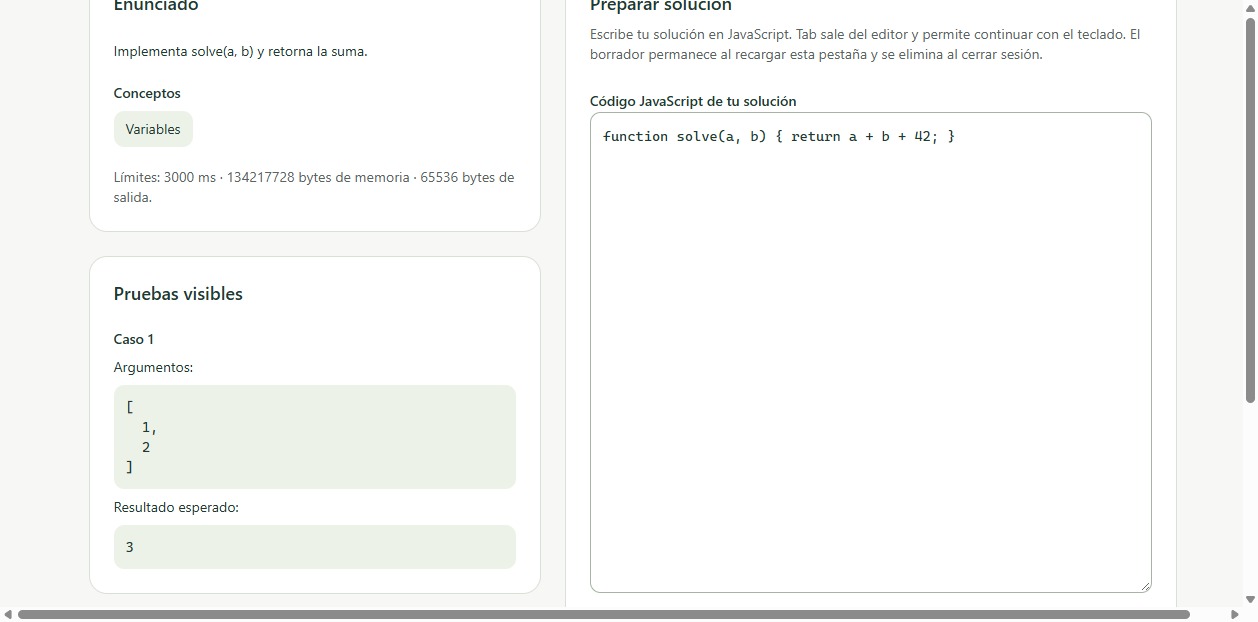 Enunciado
Implementa solve(a, b) y retorna la suma.
Conceptos
Variables
Límites: 3000 ms · 134217728 bytes de memoria · 65536 bytes de
salida.
Pruebas visibles
Caso 1
Argumentos:
[
  1,
  2
]
Resultado esperado:
3
Preparar solución
Escribe tu solución en JavaScript. Tab sale del editor y permite continuar con el teclado. El
borrador permanece al recargar esta pestaña y se elimina al cerrar sesión.
Código JavaScript de tu solución
function solve(a, b) { return a + b + 42; }